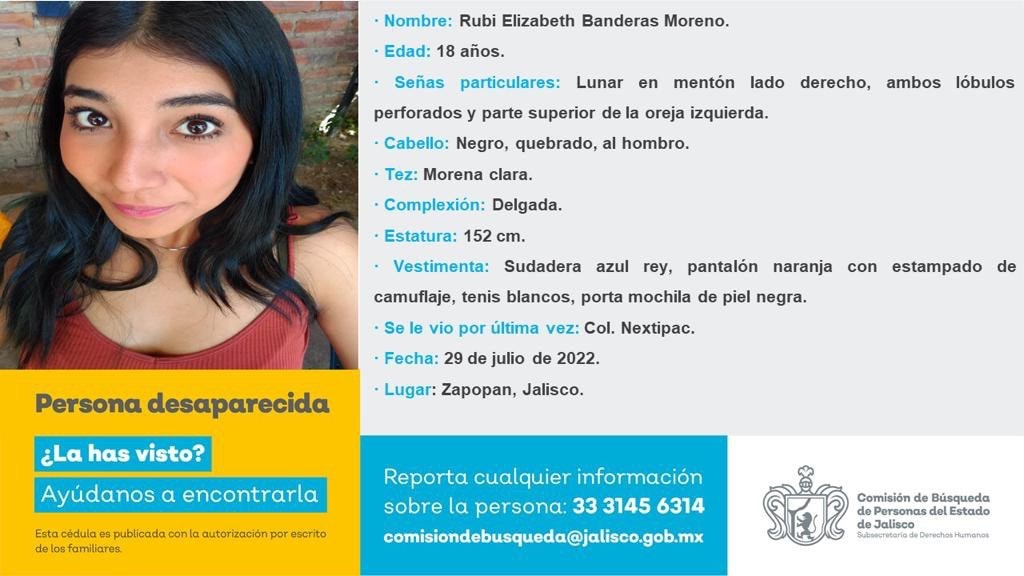 · Nombre: Rubi Elizabeth Banderas Moreno.
· Edad: 18 años.
· Señas particulares: Lunar en mentón lado derecho, ambos lóbulos
perforados y parte superior de la oreja izquierda.
· Cabello: Negro, quebrado, al hombro.
· Tez: Morena clara.
· Complexión: Delgada.
· Estatura: 152 cm.
· Vestimenta: Sudadera azul rey, pantalón naranja con estampado de
camuflaje, tenis blancos, porta mochila de piel negra.
· Se le vio por última vez: Col. Nextipac.
· Fecha: 29 de julio de 2022.
· Lugar: Zapopan, Jalisco.
Persona desaparecida
¿La has visto?
Ayúdanos a encontrarla
Esta cédula es publicada con la autorización por escrito
de los familiares.
Reporta cualquier información
sobre la persona: 33 3145 6314
comisiondebusqueda@jalisco.gob.mx
Comisión de Búsqueda
de Personas del Estado
de Jalisco
Subsecretaría de Derechos Humanos